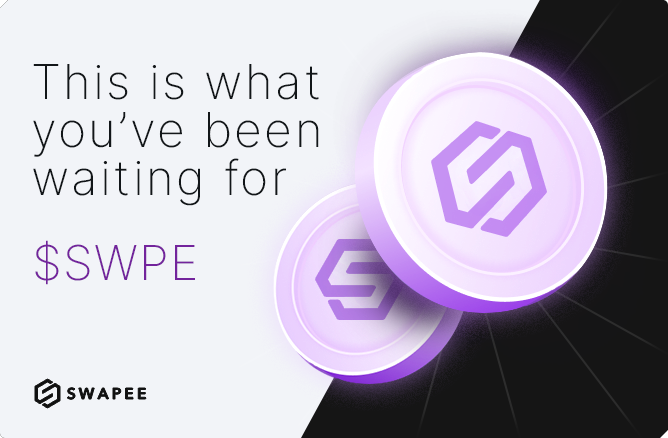 This is what
you’ve been
waiting for
$SWPE
SWAPEE